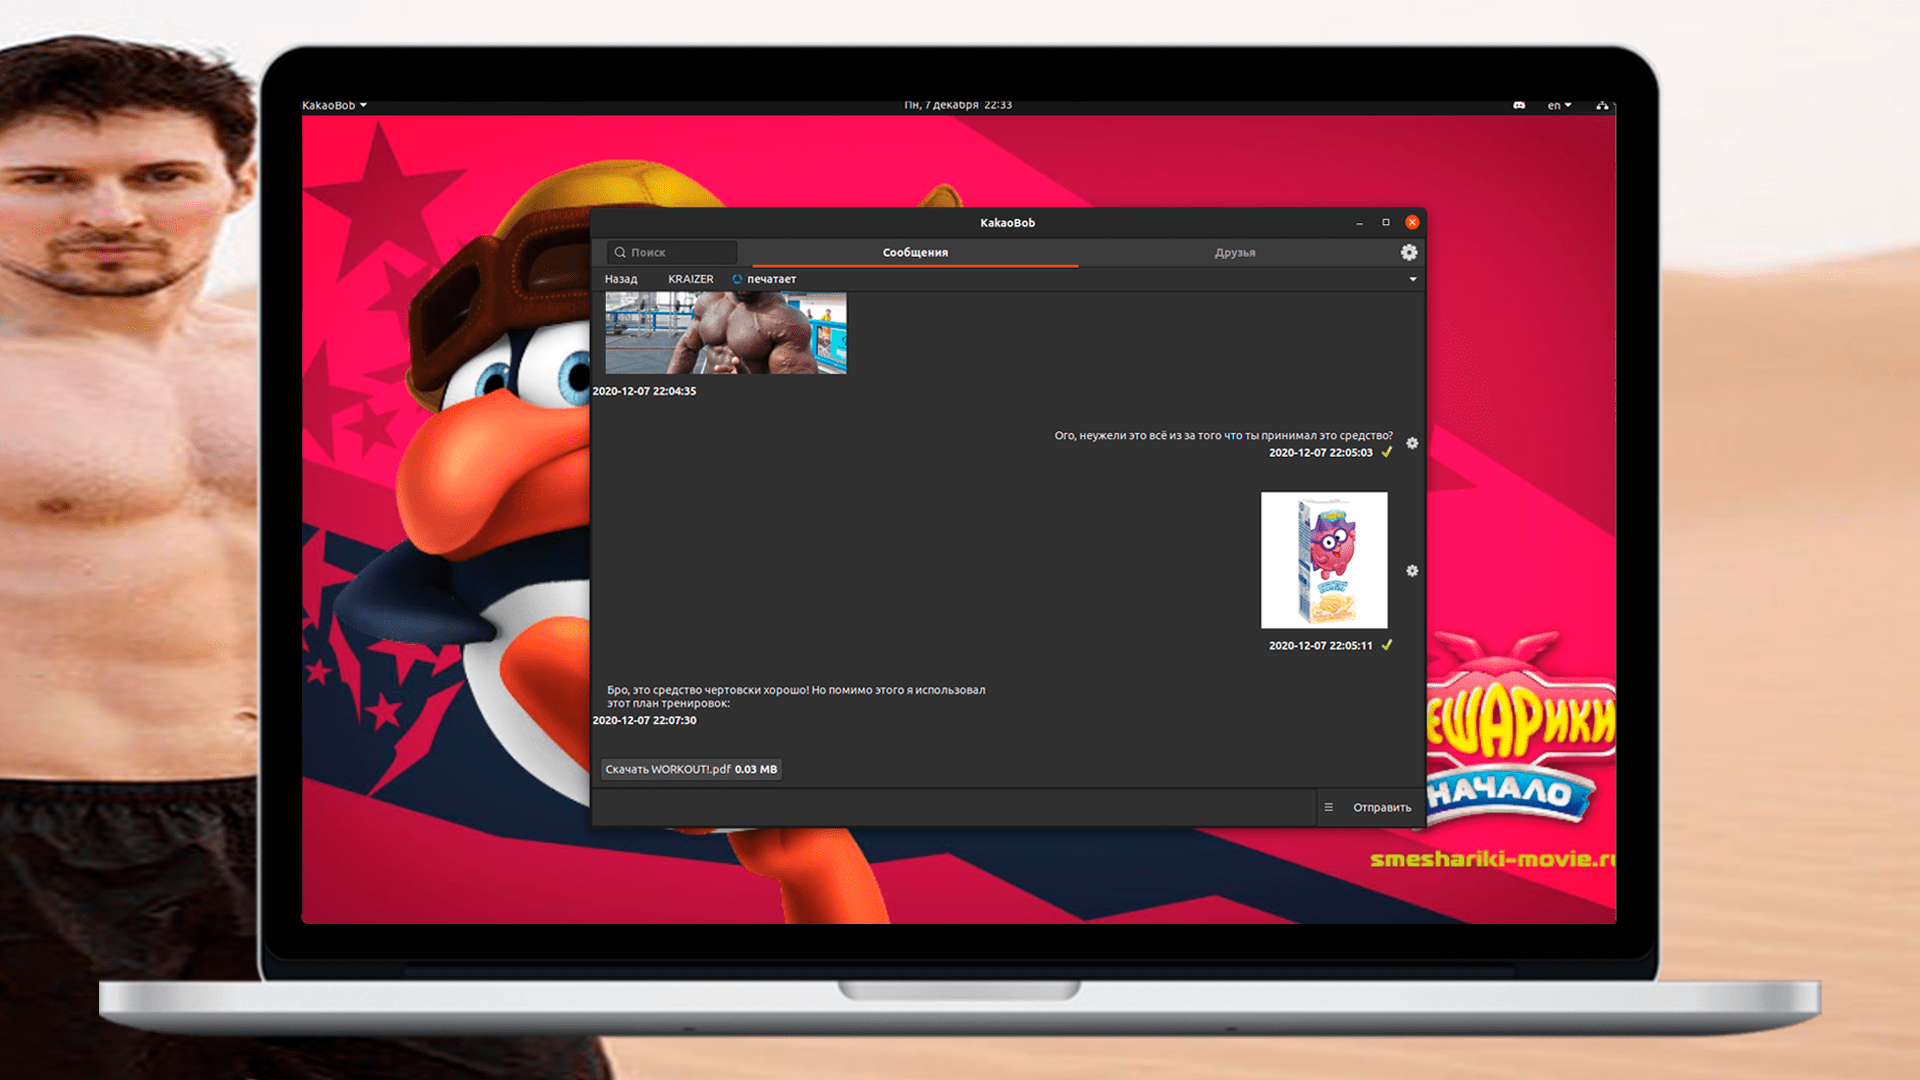 KakaoBob
Пн, 7 декабря 22:33
en
KakaoBob
Поиск
Сообщения
Друзья
Назад
KRAIZER
печатает
2020-12-07 22:04:35
Ого, неужели это всё из за того что ты принимал это средство?
2020-12-07 22:05:03
2020-12-07 22:05:11
Бро, это средство чертовски хорошо! Но помимо этого я использовал
этот план тренировок:
2020-12-07 22:07:30
Скачать WORKOUT!.pdf 0.03 MB
Отправить
ЕШАРИКИ
НАЧАЛО
smeshariki-movie.ru